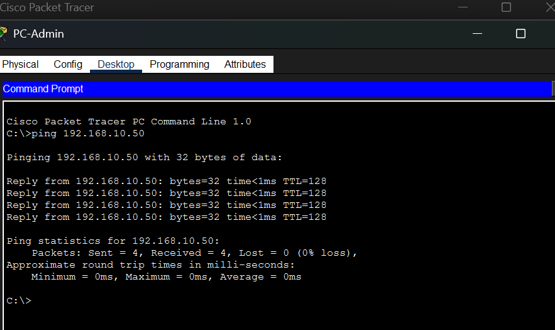 Cisco Packet Tracer
PC-Admin
Physical Config Desktop Programming Attributes
Command Prompt
Cisco Packet Tracer PC Command Line 1.0
C:\>ping 192.168.10.50
Pinging 192.168.10.50 with 32 bytes of data:
Reply from 192.168.10.50: bytes=32 time<1ms TTL=128
Reply from 192.168.10.50: bytes=32 time<1ms TTL=128
Reply from 192.168.10.50: bytes=32 time<1ms TTL=128
Reply from 192.168.10.50: bytes=32 time<1ms TTL=128
Ping statistics for 192.168.10.50:
Packets: Sent = 4, Received = 4, Lost = 0 (0% loss),
Approximate round trip times in milli-seconds:
Minimum = 0ms, Maximum = 0ms, Average = 0ms
C:\>